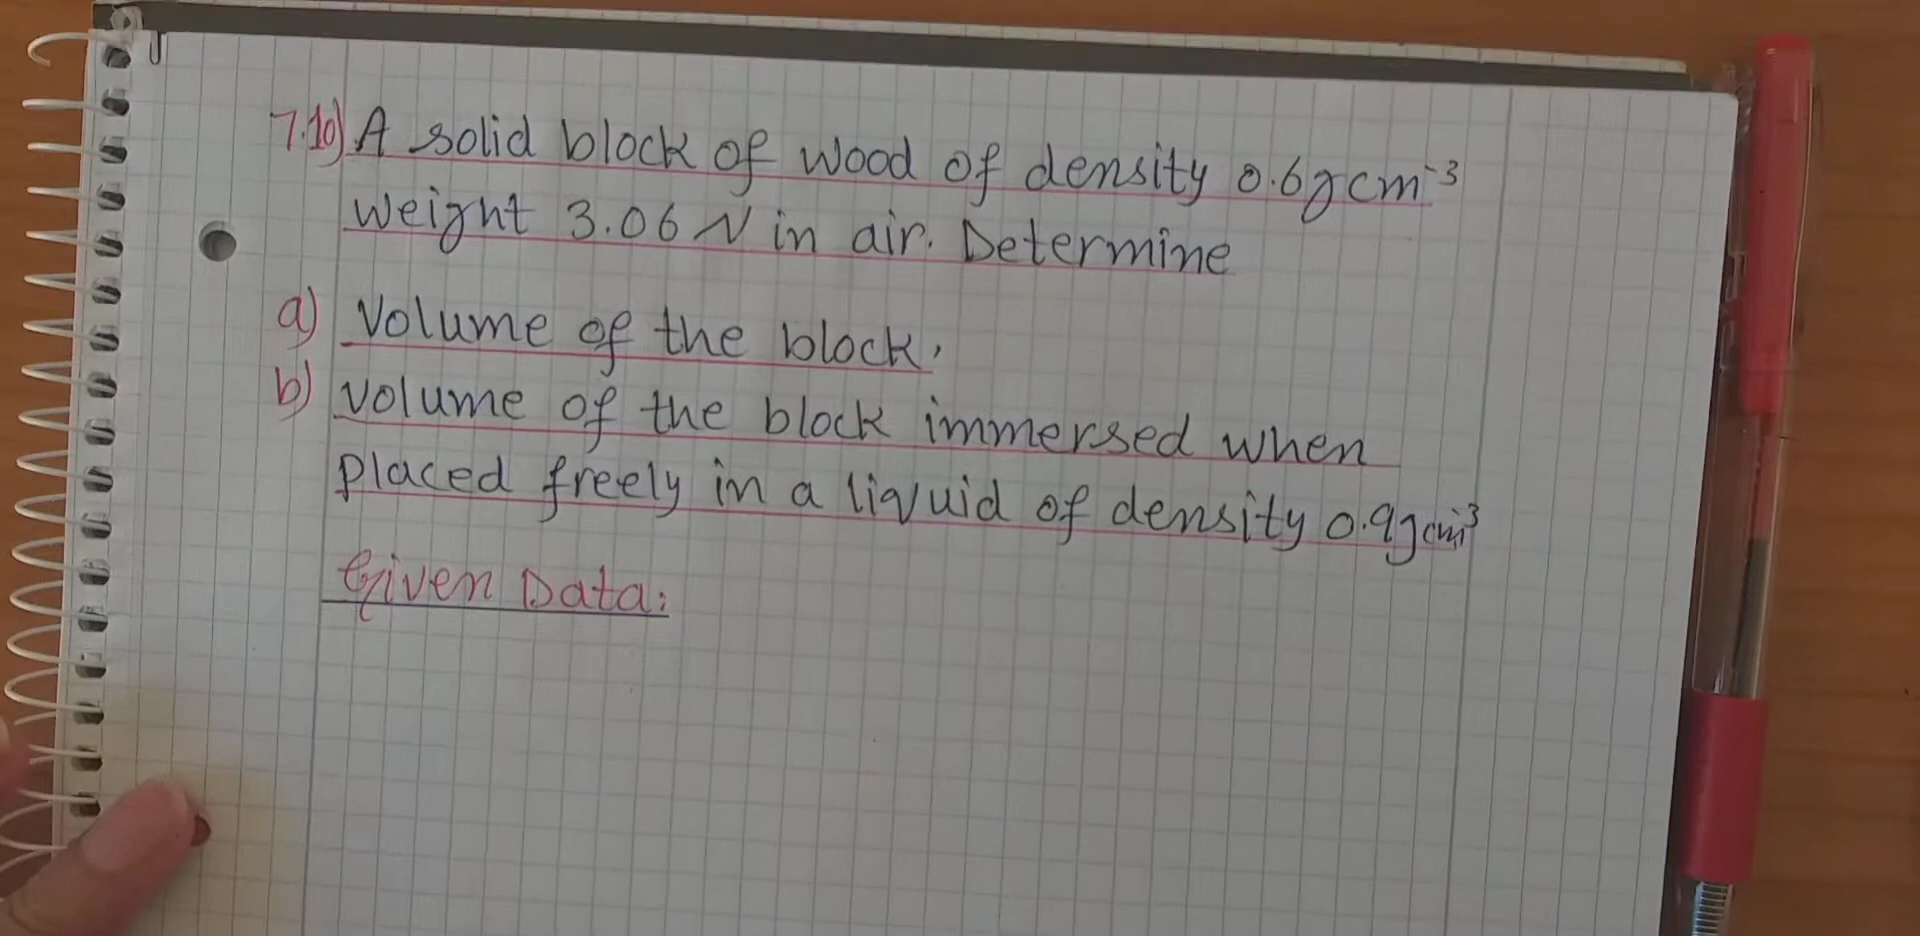 7.10) A solid block of wood of density 0.6gcm⁻³
Weight 3.06 N in air. Determine
a) Volume of the block.
b) volume of the block immersed when
placed freely in a liquid of density 0.9gcm⁻³
Given Data: